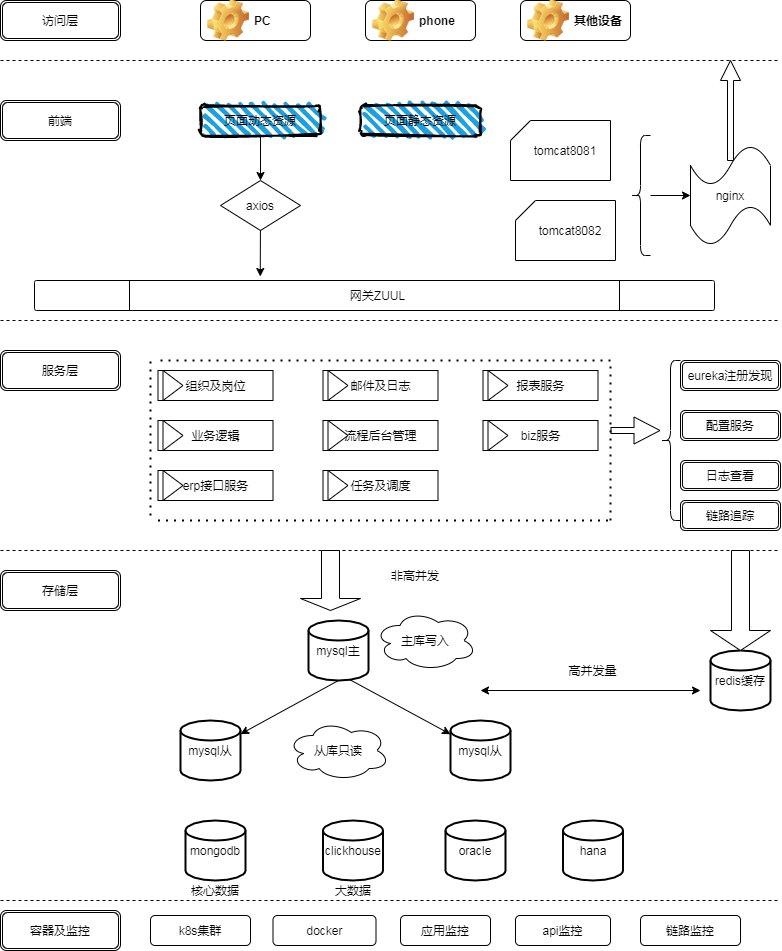 访问层
PC
phone
其他设备
前端
页面动态资源
页面静态资源
tomcat8081
axios
nginx
tomcat8082
网关ZUUL
服务层
组织及岗位
邮件及日志
报表服务
eureka注册发现
业务逻辑
流程后台管理
biz服务
配置服务
erp接口服务
任务及调度
日志查看
链路追踪
存储层
非高并发
mysql主
主库写入
高并发量
redis缓存
mysql从
从库只读
mysql从
mongodb
clickhouse
oracle
hana
核心数据
大数据
容器及监控
k8s集群
docker
应用监控
api监控
链路监控